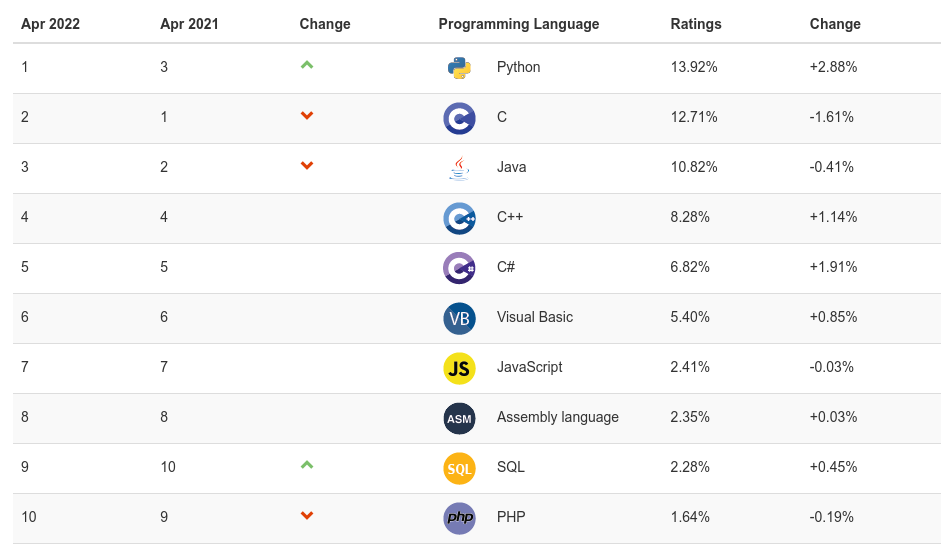 Apr 2022 Apr 2021 Change Programming Language Ratings Change
1 3 Python 13.92% +2.88%
2 1 C C 12.71% -1.61%
3 2 Java 10.82% -0.41%
4 4 C++ C++ 8.28% +1.14%
5 5 C# C# 6.82% +1.91%
6 6 VB Visual Basic 5.40% +0.85%
7 7 JS JavaScript 2.41% -0.03%
8 8 ASM Assembly language 2.35% +0.03%
9 10 SQL SQL 2.28% +0.45%
10 9 php PHP 1.64% -0.19%